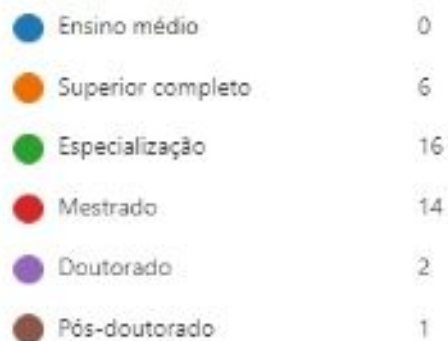 Ensino médio 0
Superior completo 6
Especialização 16
Mestrado 14
Doutorado 2
Pós-doutorado 1